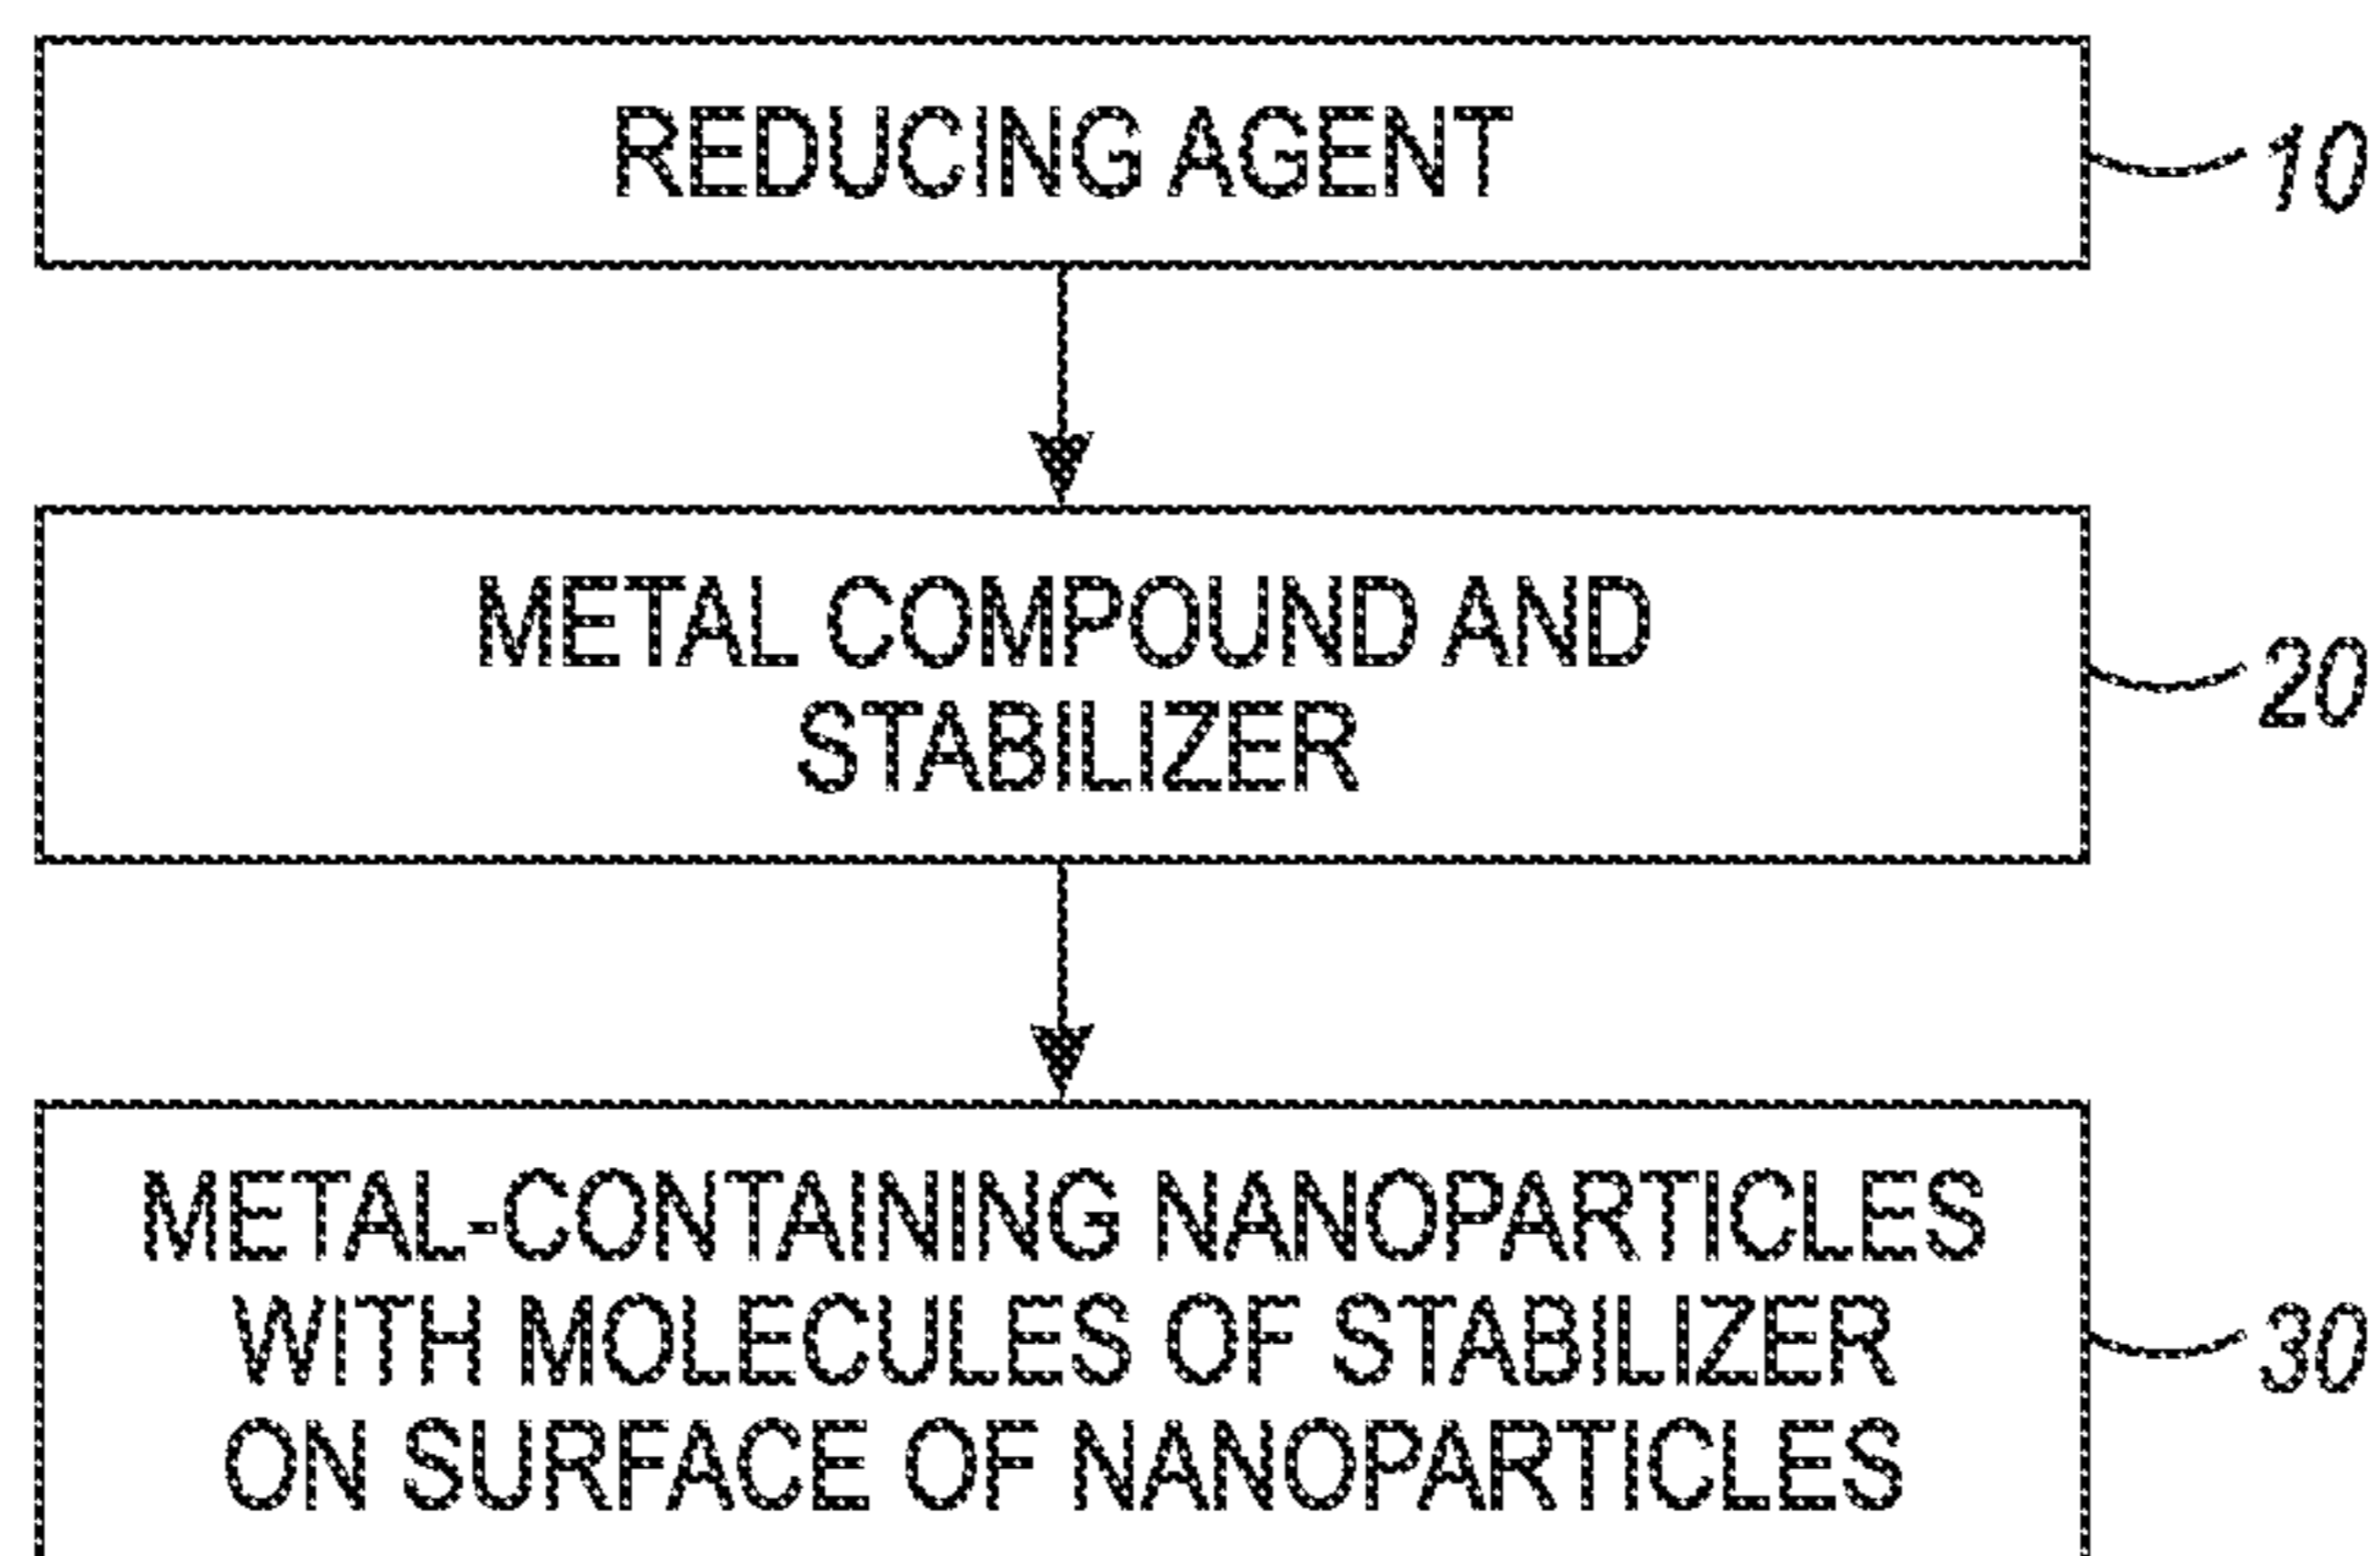 REDUCING AGENT
10
METAL COMPOUND AND
STABILIZER
20
METAL-CONTAINING NANOPARTICLES
WITH MOLECULES OF STABILIZER
ON SURFACE OF NANOPARTICLES
30